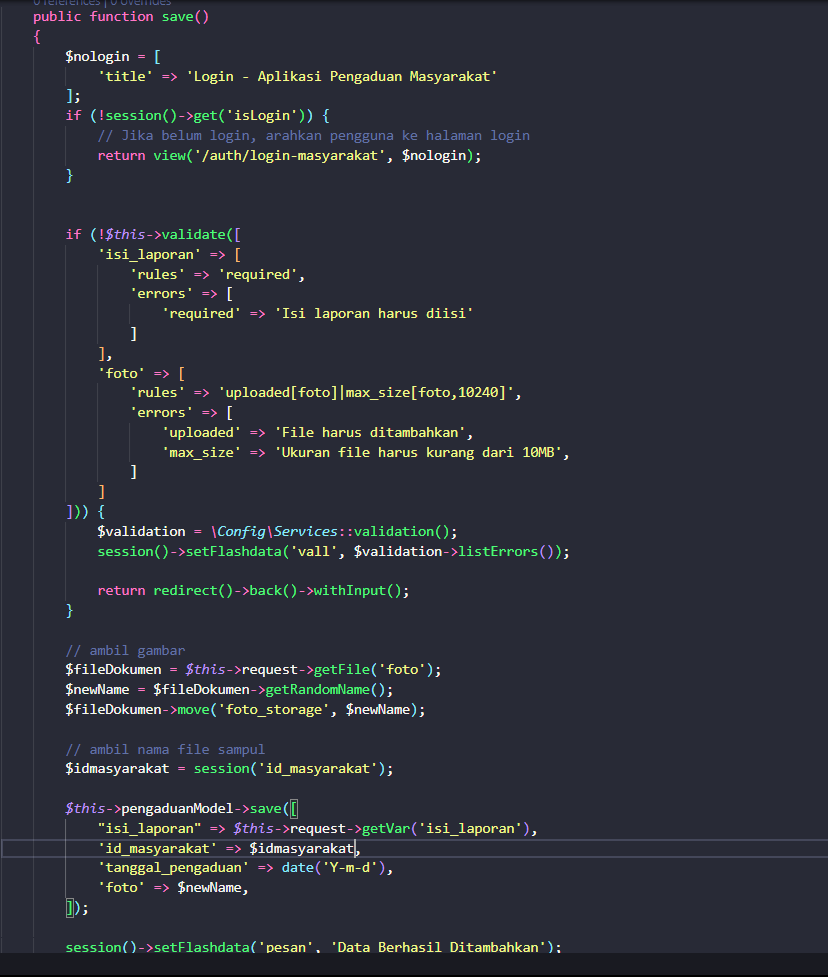 0 references | 0 overrides
public function save()
{
    $nologin = [
        'title' => 'Login - Aplikasi Pengaduan Masyarakat'
    ];
    if (!session()->get('isLogin')) {
        // Jika belum login, arahkan pengguna ke halaman login
        return view('/auth/login-masyarakat', $nologin);
    }
    if (!$this->validate([
        'isi_laporan' => [
            'rules' => 'required',
            'errors' => [
                'required' => 'Isi laporan harus diisi'
            ]
        ],
        'foto' => [
            'rules' => 'uploaded[foto]|max_size[foto,10240]',
            'errors' => [
                'uploaded' => 'File harus ditambahkan',
                'max_size' => 'Ukuran file harus kurang dari 10MB',
            ]
        ]
    ])) {
        $validation = \Config\Services::validation();
        session()->setFlashdata('vall', $validation->listErrors());
        return redirect()->back()->withInput();
    }
    // ambil gambar
    $fileDokumen = $this->request->getFile('foto');
    $newName = $fileDokumen->getRandomName();
    $fileDokumen->move('foto_storage', $newName);
    // ambil nama file sampul
    $idmasyarakat = session('id_masyarakat');
    $this->pengaduanModel->save([
        "isi_laporan" => $this->request->getVar('isi_laporan'),
        'id_masyarakat' => $idmasyarakat,
        'tanggal_pengaduan' => date('Y-m-d'),
        'foto' => $newName,
    ]);
    session()->setFlashdata('pesan', 'Data Berhasil Ditambahkan');